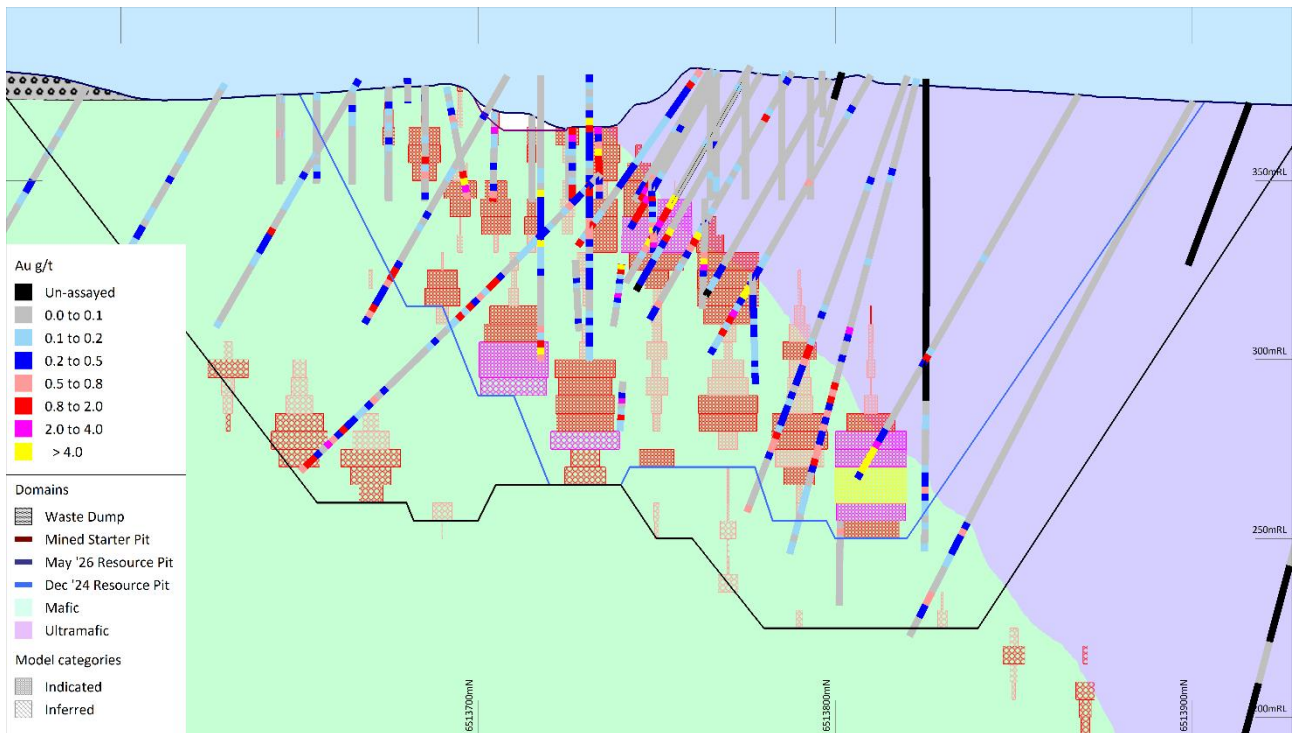 350mRL
Au g/t
Un-assayed
0.0 to 0.1
0.1 to 0.2
0.2 to 0.5
0.5 to 0.8
0.8 to 2.0
2.0 to 4.0
> 4.0
300mRL
Domains
Waste Dump
Mined Starter Pit
May '26 Resource Pit
Dec '24 Resource Pit
Mafic
Ultramafic
250mRL
Model categories
Indicated
Inferred
6513700mN
6513800mN
6513900mN
200mRL